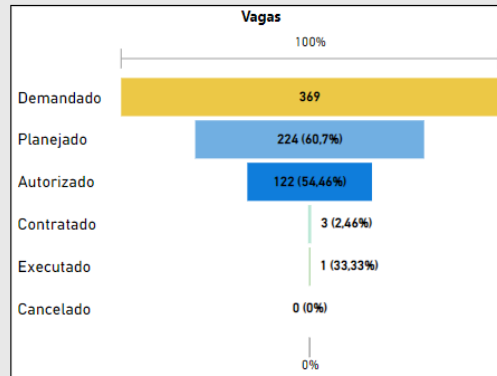 Vagas
100%
Demandado 369
Planejado 224 (60,7%)
Autorizado 122 (54,46%)
Contratado 3 (2,46%)
Executado 1 (33,33%)
Cancelado 0 (0%)
0%